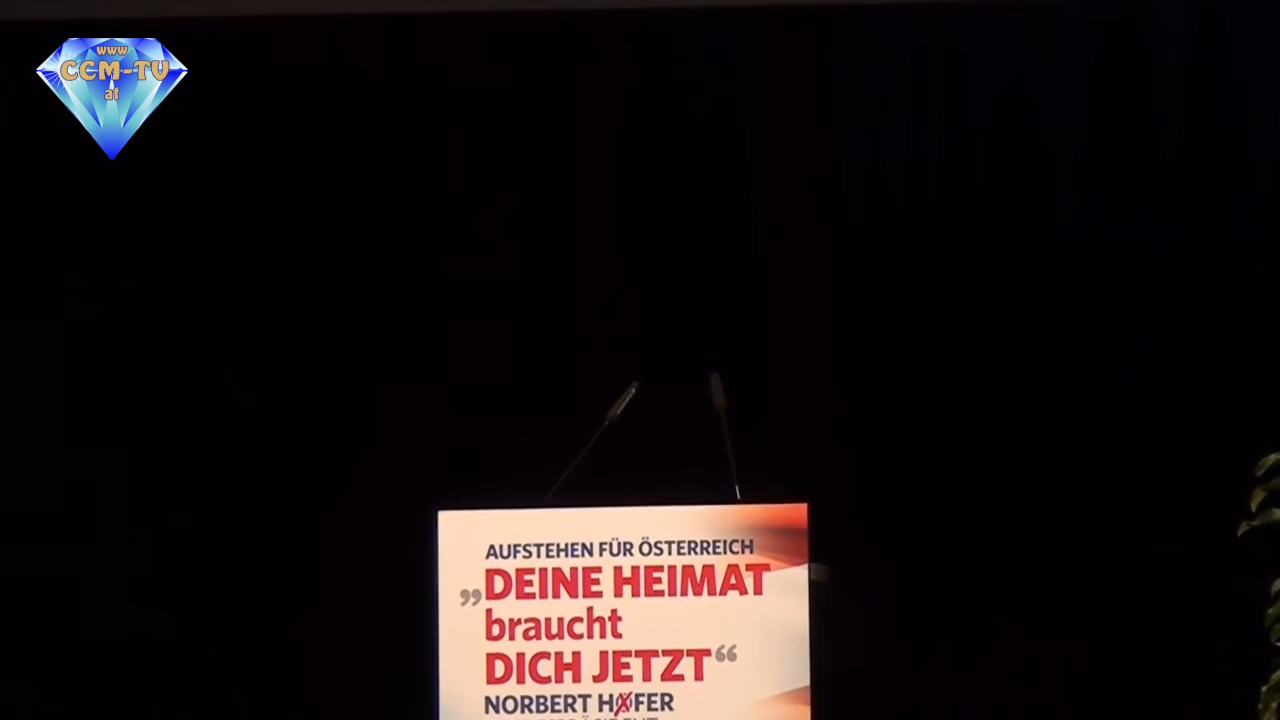 www
CCM-TV
at
AUFSTEHEN FÜR ÖSTERREICH
„DEINE HEIMAT
braucht
DICH JETZT“
NORBERT HOFER